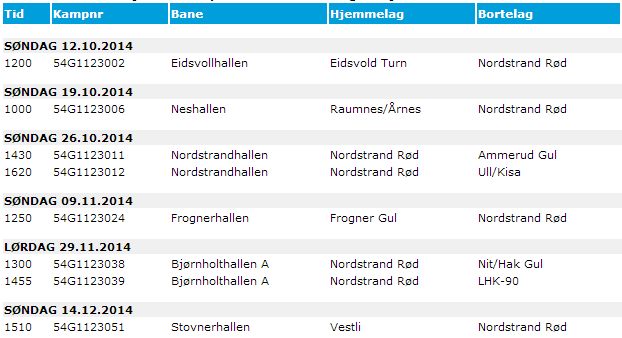 Tid Kampnr Bane Hjemmelag Bortelag
SØNDAG 12.10.2014
1200 54G1123002 Eidsvollhallen Eidsvold Turn Nordstrand Rød
SØNDAG 19.10.2014
1000 54G1123006 Neshallen Raumnes/Årnes Nordstrand Rød
SØNDAG 26.10.2014
1430 54G1123011 Nordstrandhallen Nordstrand Rød Ammerud Gul
1620 54G1123012 Nordstrandhallen Nordstrand Rød Ull/Kisa
SØNDAG 09.11.2014
1250 54G1123024 Frognerhallen Frogner Gul Nordstrand Rød
LØRDAG 29.11.2014
1300 54G1123038 Bjørnholthallen A Nordstrand Rød Nit/Hak Gul
1455 54G1123039 Bjørnholthallen A Nordstrand Rød LHK-90
SØNDAG 14.12.2014
1510 54G1123051 Stovnerhallen Vestli Nordstrand Rød